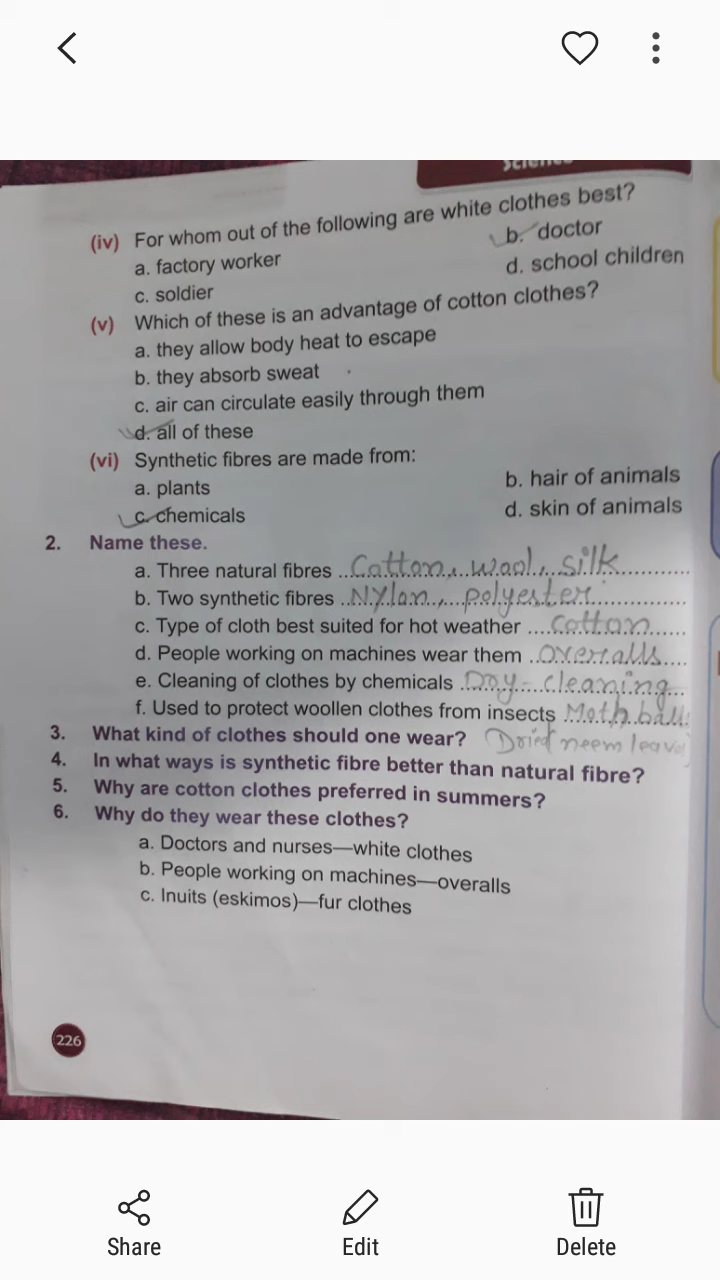 Science
(iv) For whom out of the following are white clothes best?
a. factory worker b. doctor
c. soldier d. school children
(v) Which of these is an advantage of cotton clothes?
a. they allow body heat to escape
b. they absorb sweat
c. air can circulate easily through them
d. all of these
(vi) Synthetic fibres are made from:
a. plants b. hair of animals
c. chemicals d. skin of animals
2. Name these.
a. Three natural fibres ..Cotton, wool, silk..........
b. Two synthetic fibres ..Nylon, polyester..............
c. Type of cloth best suited for hot weather ....Cotton......
d. People working on machines wear them ..overalls....
e. Cleaning of clothes by chemicals ....Dry-cleaning...
f. Used to protect woollen clothes from insects ...Moth balls
3. What kind of clothes should one wear? (Dried neem leaves)
4. In what ways is synthetic fibre better than natural fibre?
5. Why are cotton clothes preferred in summers?
6. Why do they wear these clothes?
a. Doctors and nurses—white clothes
b. People working on machines—overalls
c. Inuits (eskimos)—fur clothes
226
Share Edit Delete